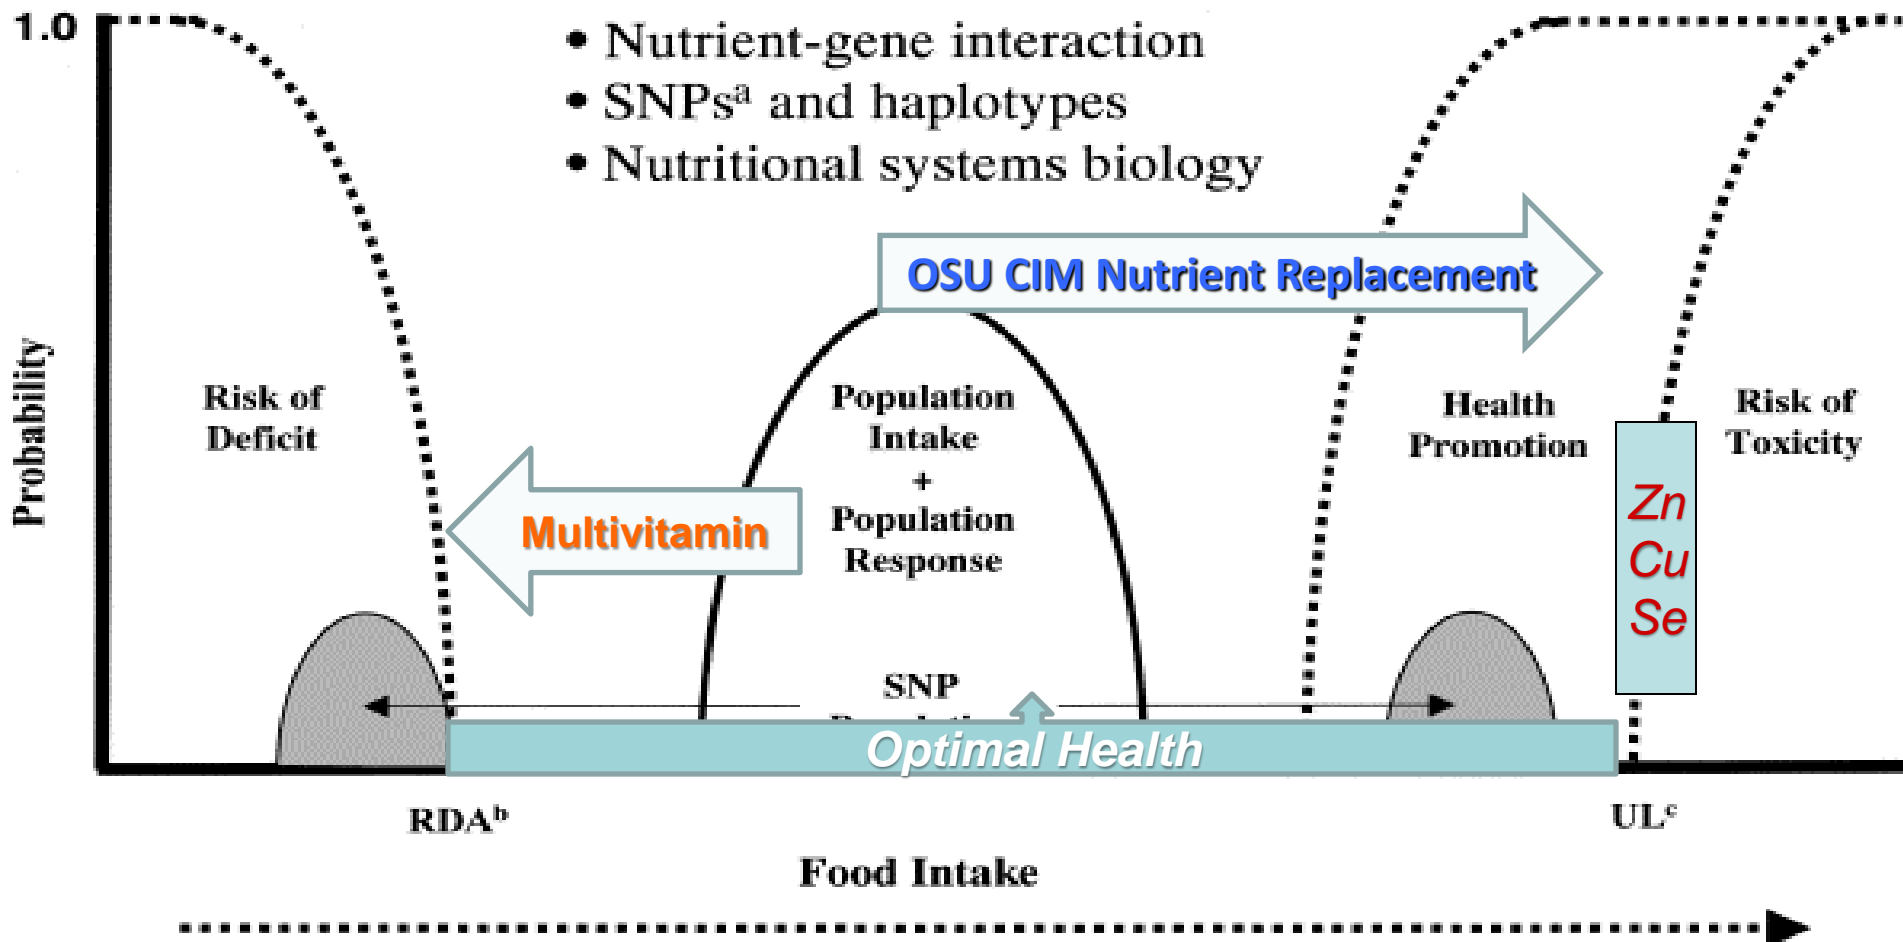 1.0
• Nutrient-gene interaction
• SNPsᵃ and haplotypes
• Nutritional systems biology
OSU CIM Nutrient Replacement
Probability
Risk of
Deficit
Population
Intake
+
Population
Response
Health
Promotion
Risk of
Toxicity
Multivitamin
Zn
Cu
Se
SNP
Optimal Health
RDAᵇ
ULᶜ
Food Intake